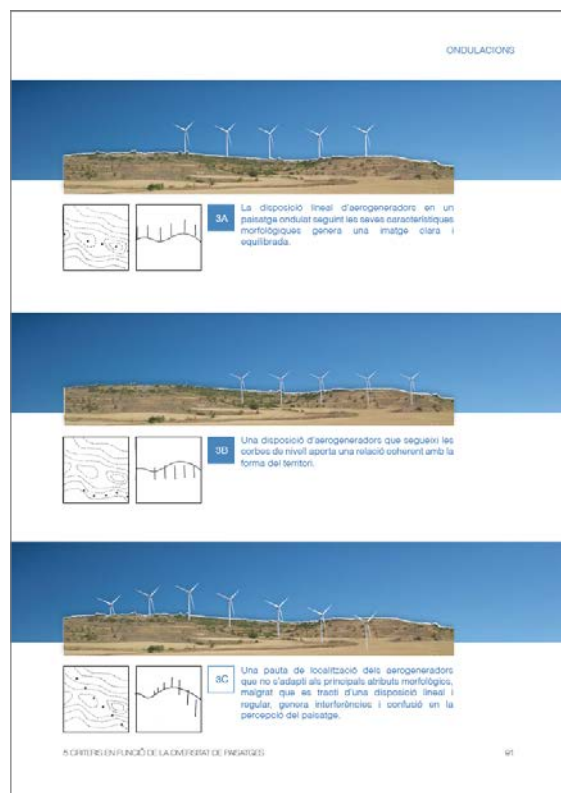 ONDULACIONS
3A
La disposició lineal d'aerogeneradors en un
paisatge ondulat seguint les seves característiques
morfològiques genera una imatge clara i
equilibrada.
3B
Una disposició d'aerogeneradors que segueixi les
corbes de nivell aporta una relació coherent amb la
forma del territori.
3C
Una pauta de localització dels aerogeneradors
que no s'adapti als principals atributs morfològics,
malgrat que es tracti d'una disposició lineal i
regular, genera interferències i confusió en la
percepció del paisatge.
5 CRITERIS EN FUNCIÓ DE LA DIVERSITAT DE PAISATGES
91